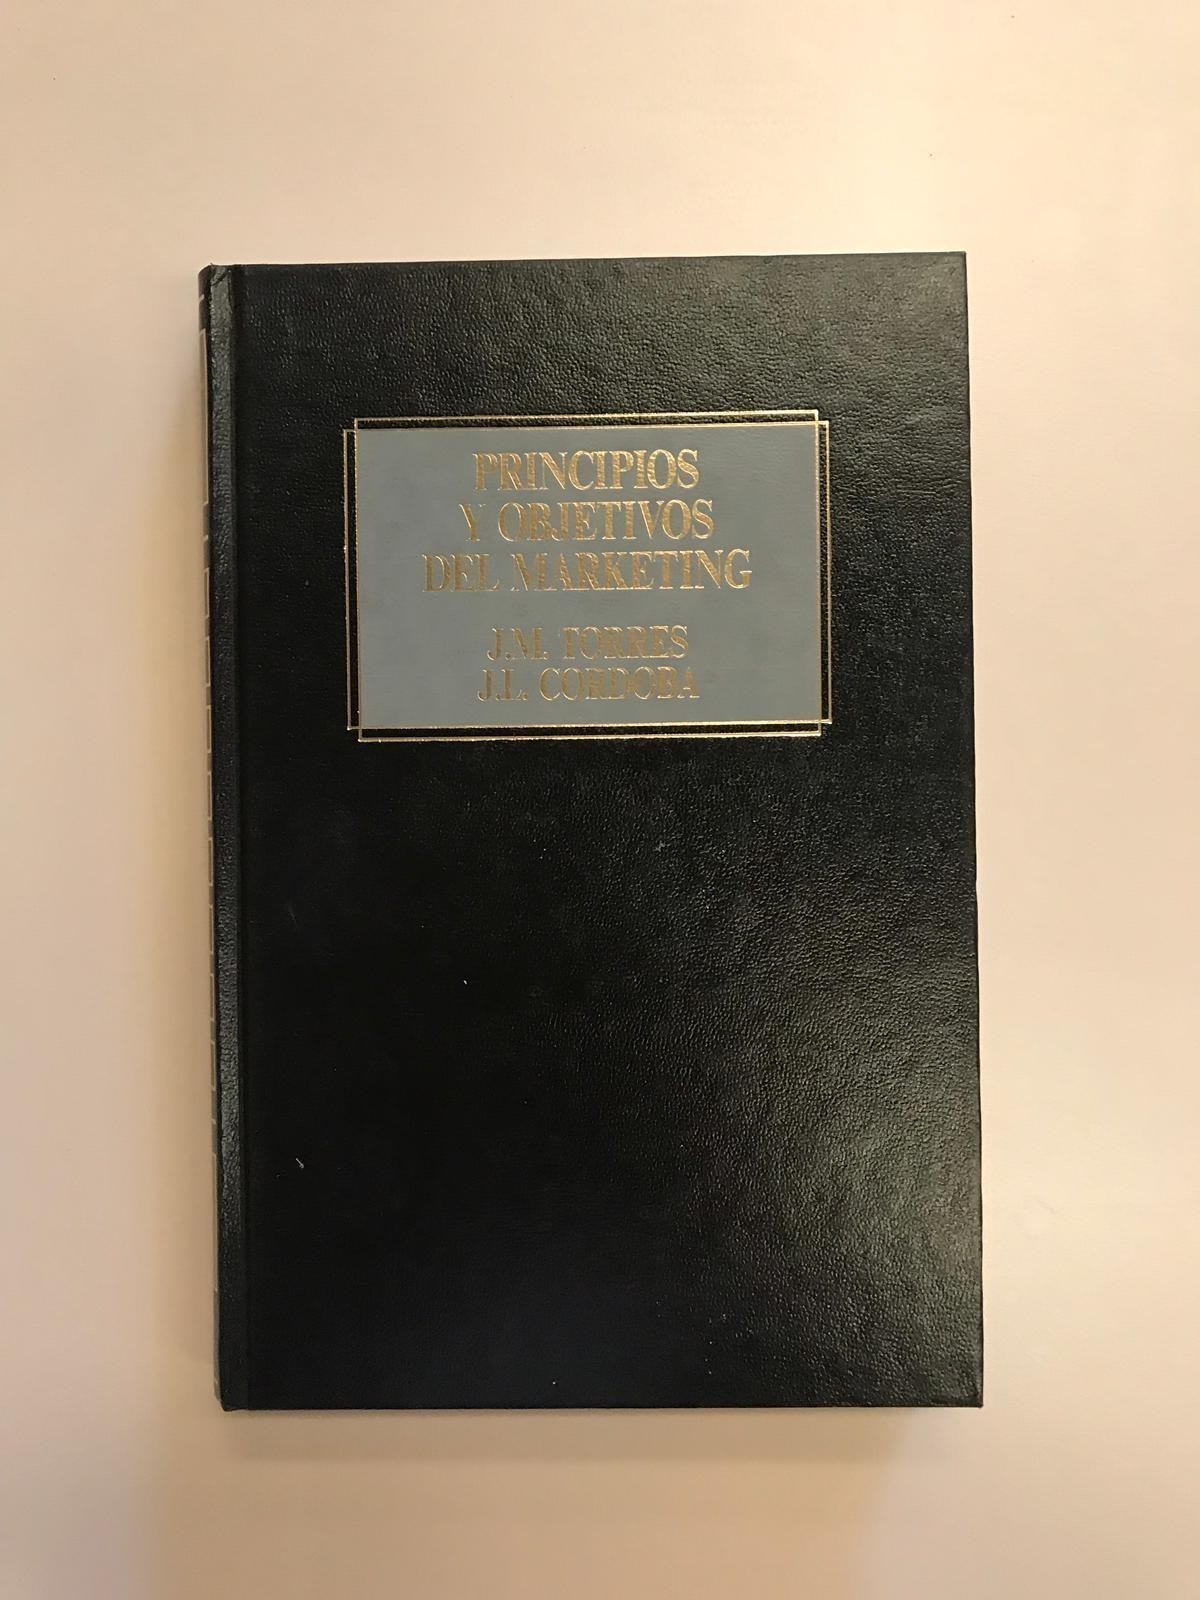 PRINCIPIOS
Y OBJETIVOS
DEL MARKETING
J.M. TORRES
J.L. CORDOBA